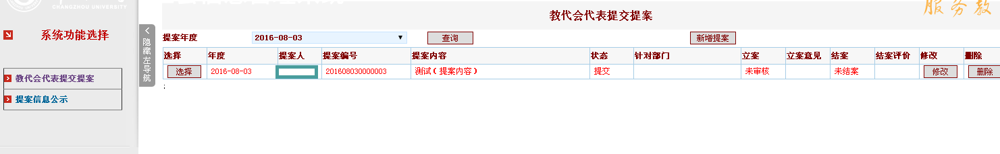 CHANGZHOU UNIVERSITY
服务教
教代会代表提交提案
系统功能选择
隐藏左导航
提案年度 2016-08-03 查询 新增提案
选择 年度 提案人 提案编号 提案内容 状态 针对部门 立案 立案意见 结案 结案评价 修改 删除
选择 2016-08-03 201608030000003 测试(提案内容) 提交 未审核 未结案 修改 删除
教代会代表提交提案
;
提案信息公示